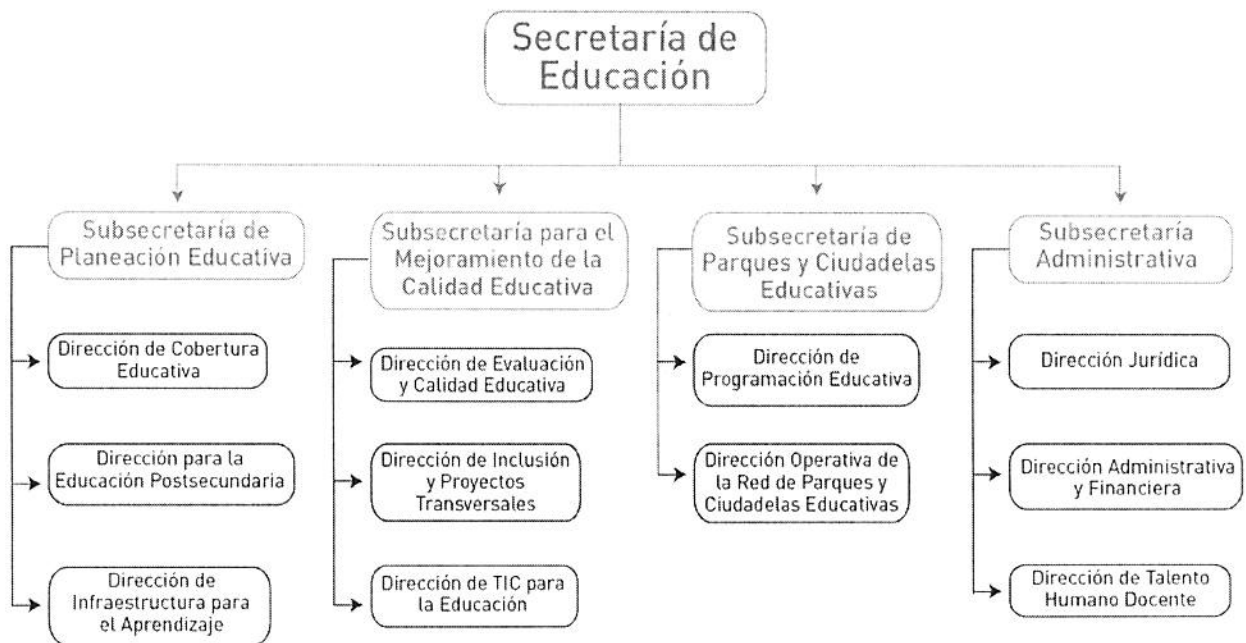 Secretaría de
Educación
Subsecretaría de
Planeación Educativa
Dirección de Cobertura
Educativa
Dirección para la
Educación Postsecundaria
Dirección de
Infraestructura para
el Aprendizaje
Subsecretaría para el
Mejoramiento de la
Calidad Educativa
Dirección de Evaluación
y Calidad Educativa
Dirección de Inclusión
y Proyectos
Transversales
Dirección de TIC para
la Educación
Subsecretaría de
Parques y Ciudadelas
Educativas
Dirección de
Programación Educativa
Dirección Operativa de
la Red de Parques y
Ciudadelas Educativas
Subsecretaría
Administrativa
Dirección Jurídica
Dirección Administrativa
y Financiera
Dirección de Talento
Humano Docente